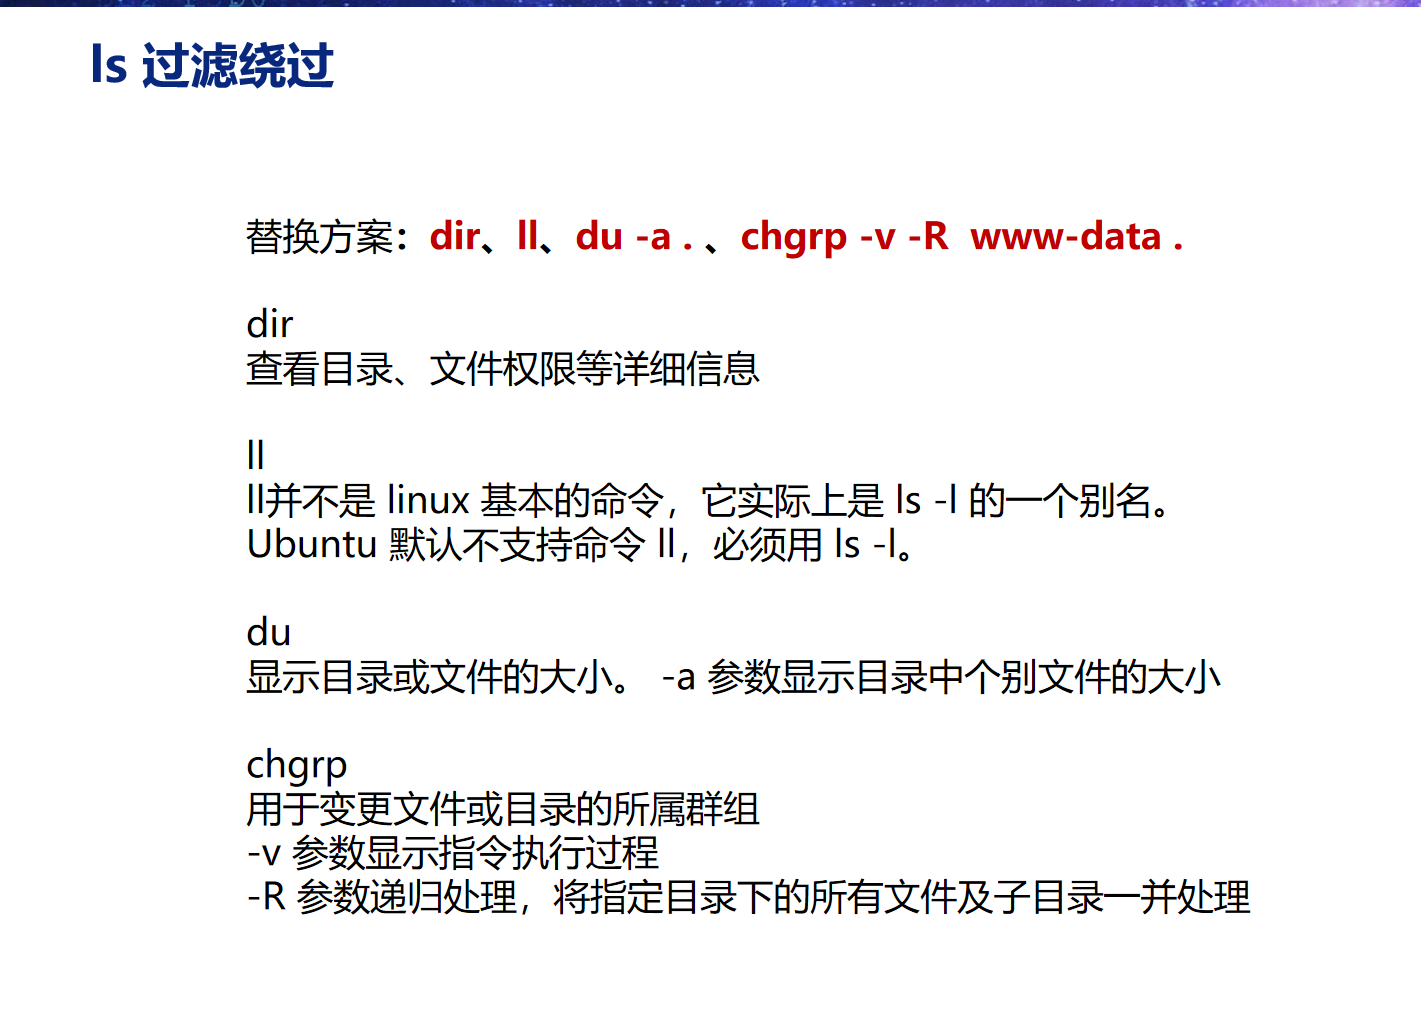 ls 过滤绕过
替换方案：dir、ll、du -a . 、chgrp -v -R  www-data .
dir
查看目录、文件权限等详细信息
ll
ll并不是 linux 基本的命令，它实际上是 ls -l 的一个别名。
Ubuntu 默认不支持命令 ll，必须用 ls -l。
du
显示目录或文件的大小。 -a 参数显示目录中个别文件的大小
chgrp
用于变更文件或目录的所属群组
-v 参数显示指令执行过程
-R 参数递归处理，将指定目录下的所有文件及子目录一并处理